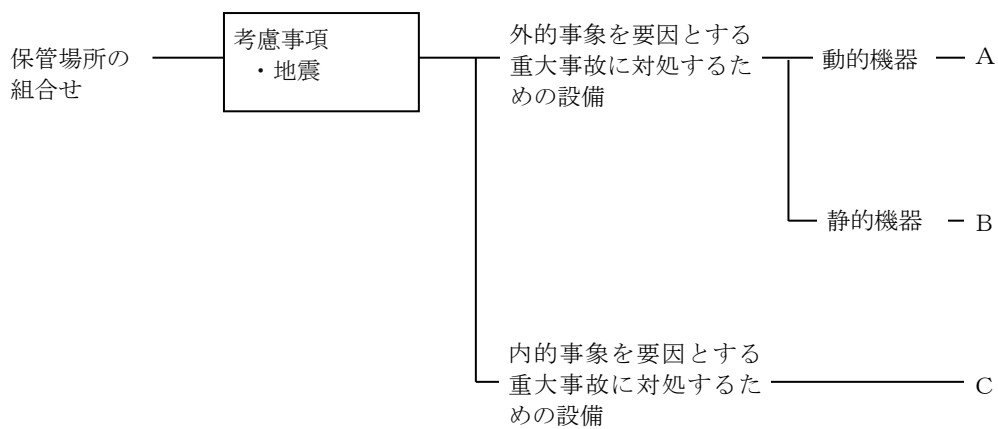 保管場所の
組合せ
考慮事項
・地震
外的事象を要因とする
重大事故に対処するた
めの設備
動的機器
A
静的機器
B
内的事象を要因とする
重大事故に対処するた
めの設備
C